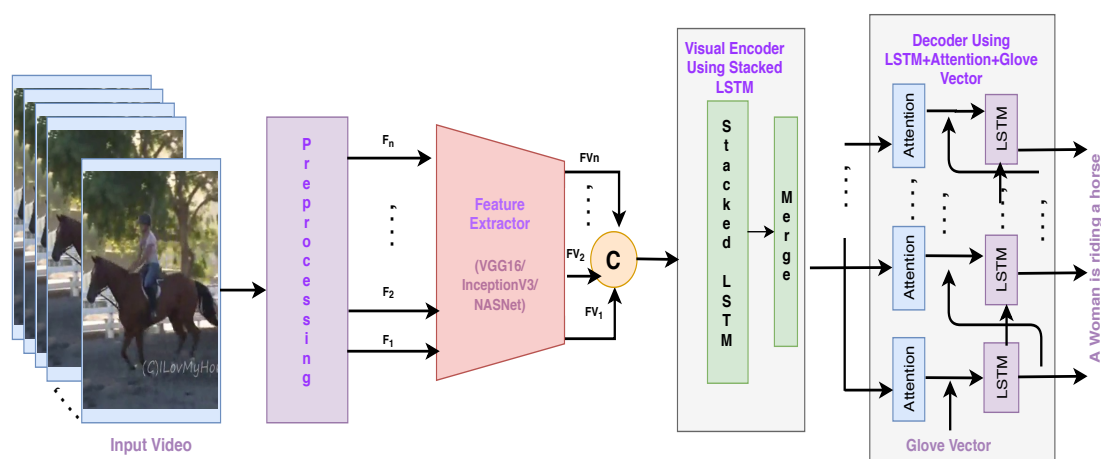 (C)ILovMyHou
Input Video
Preprocessing
Fn
F2
F1
Feature
Extractor
(VGG16/
InceptionV3/
NASNet)
FVn
FV2
FV1
C
Visual Encoder
Using Stacked
LSTM
Stacked LSTM
Merge
Decoder Using
LSTM+Attention+Glove
Vector
Attention
LSTM
Attention
LSTM
Attention
LSTM
Glove Vector
A Woman is riding a horse